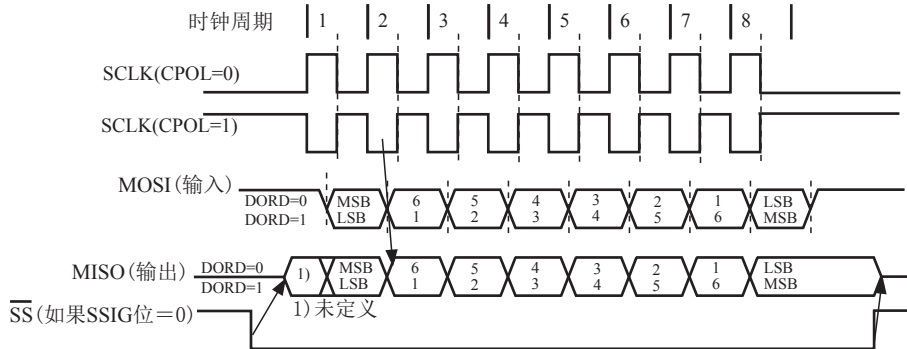 时钟周期 1 2 3 4 5 6 7 8
SCLK(CPOL=0)
SCLK(CPOL=1)
MOSI(输入)
DORD=0 MSB 6 5 4 3 2 1 LSB
DORD=1 LSB 1 2 3 4 5 6 MSB
MISO(输出)
DORD=0 1) MSB 6 5 4 3 2 1 LSB
DORD=1 LSB 1 2 3 4 5 6 MSB
1)未定义
SS(如果SSIG位=0)